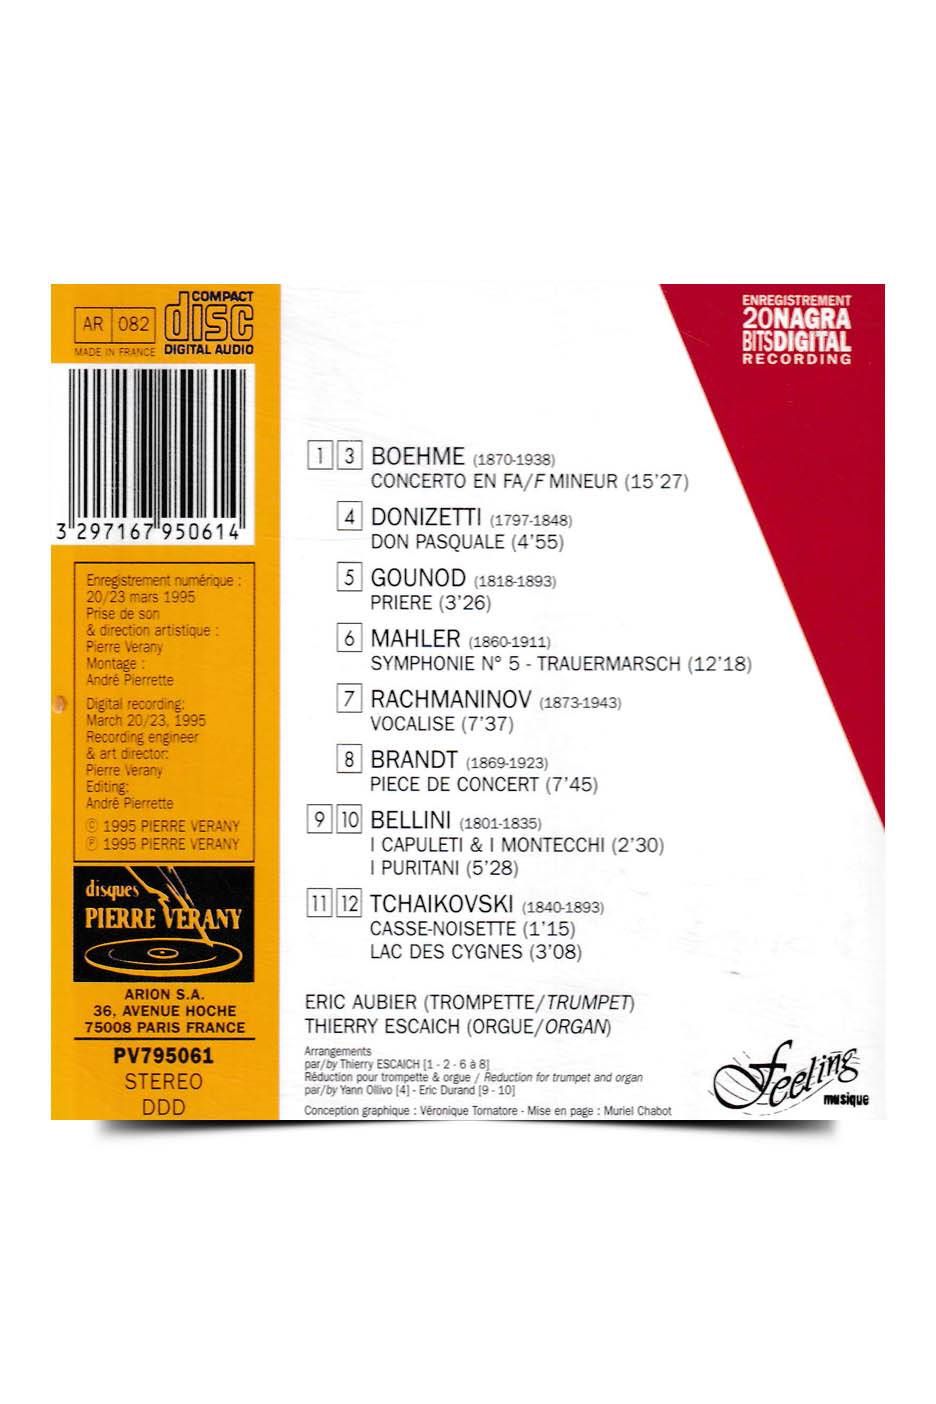 AR 082
MADE IN FRANCE
COMPACT
disc
DIGITAL AUDIO
3 297167 950614
Enregistrement numérique :
20/23 mars 1995
Prise de son
& direction artistique :
Pierre Verany
Montage :
André Pierrette
Digital recording:
March 20/23, 1995
Recording engineer
& art director:
Pierre Verany
Editing:
André Pierrette
© 1995 PIERRE VERANY
℗ 1995 PIERRE VERANY
disques
PIERRE VERANY
ARION S.A.
36, AVENUE HOCHE
75008 PARIS FRANCE
PV795061
STEREO
DDD
ENREGISTREMENT
20NAGRA
BITSDIGITAL
RECORDING
1 3 BOEHME (1870-1938)
CONCERTO EN FA/F MINEUR (15'27)
4 DONIZETTI (1797-1848)
DON PASQUALE (4'55)
5 GOUNOD (1818-1893)
PRIERE (3'26)
6 MAHLER (1860-1911)
SYMPHONIE N° 5 - TRAUERMARSCH (12'18)
7 RACHMANINOV (1873-1943)
VOCALISE (7'37)
8 BRANDT (1869-1923)
PIECE DE CONCERT (7'45)
9 10 BELLINI (1801-1835)
I CAPULETI & I MONTECCHI (2'30)
I PURITANI (5'28)
11 12 TCHAIKOVSKI (1840-1893)
CASSE-NOISETTE (1'15)
LAC DES CYGNES (3'08)
ERIC AUBIER (TROMPETTE/TRUMPET)
THIERRY ESCAICH (ORGUE/ORGAN)
Arrangements
par/by Thierry ESCAICH [1 - 2 - 6 à 8]
Réduction pour trompette & orgue / Reduction for trumpet and organ
par/by Yann Ollivo [4] - Eric Durand [9 - 10]
Conception graphique : Véronique Tornatore - Mise en page : Muriel Chabot
Feeling
musique